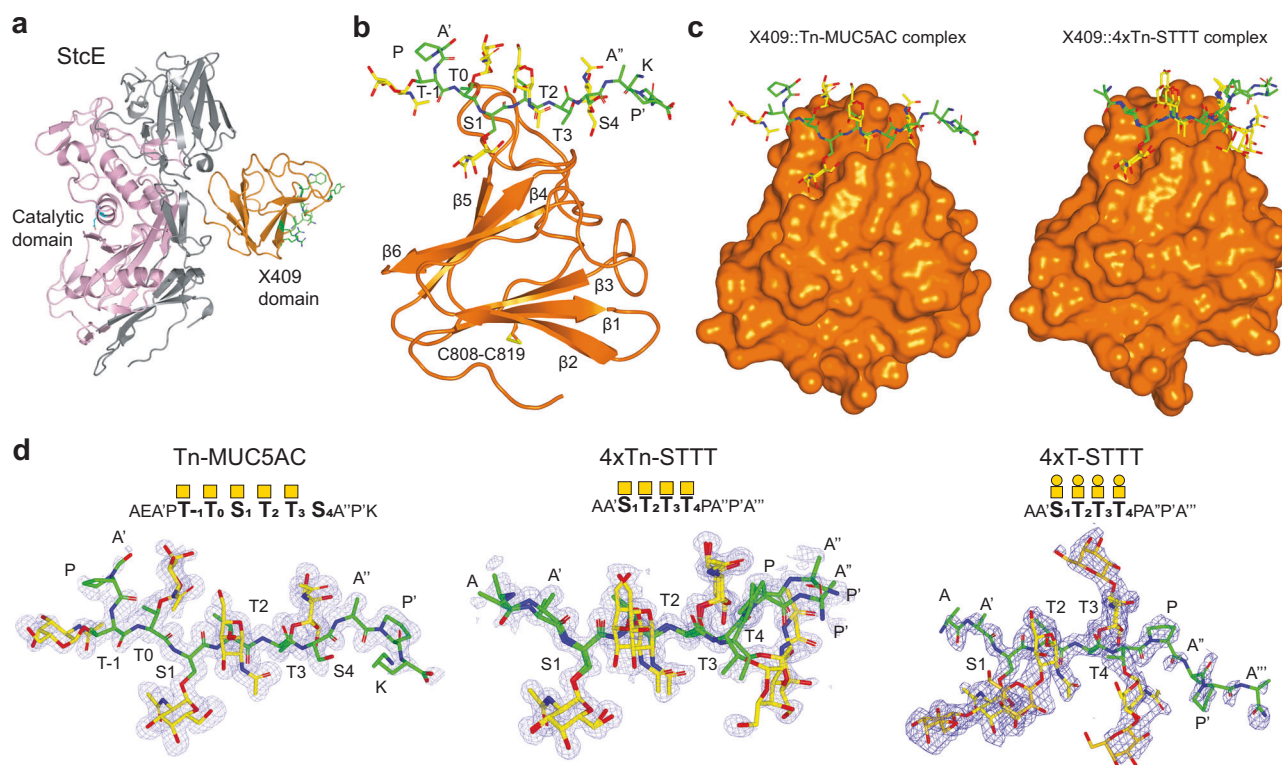 a
StcE
Catalytic
domain
X409
domain
b
A'
P
T-1
T0
S1
T2
T3
S4
A''
K
P'
β5
β4
β6
β3
β1
β2
C808-C819
c
X409::Tn-MUC5AC complex
X409::4xTn-STTT complex
d
Tn-MUC5AC
AEA'PT₋₁T₀ S₁ T₂ T₃ S₄A''P'K
A'
P
T-1
T0
S1
T2
T3
S4
A''
P'
K
4xTn-STTT
AA'S₁T₂T₃T₄PA''P'A'''
A
A'
S1
T2
T3
T4
P
A''
A''
P'
P'
4xT-STTT
AA'S₁T₂T₃T₄PA''P'A'''
A
A'
S1
T2
T3
T4
P
A''
A'''
P'